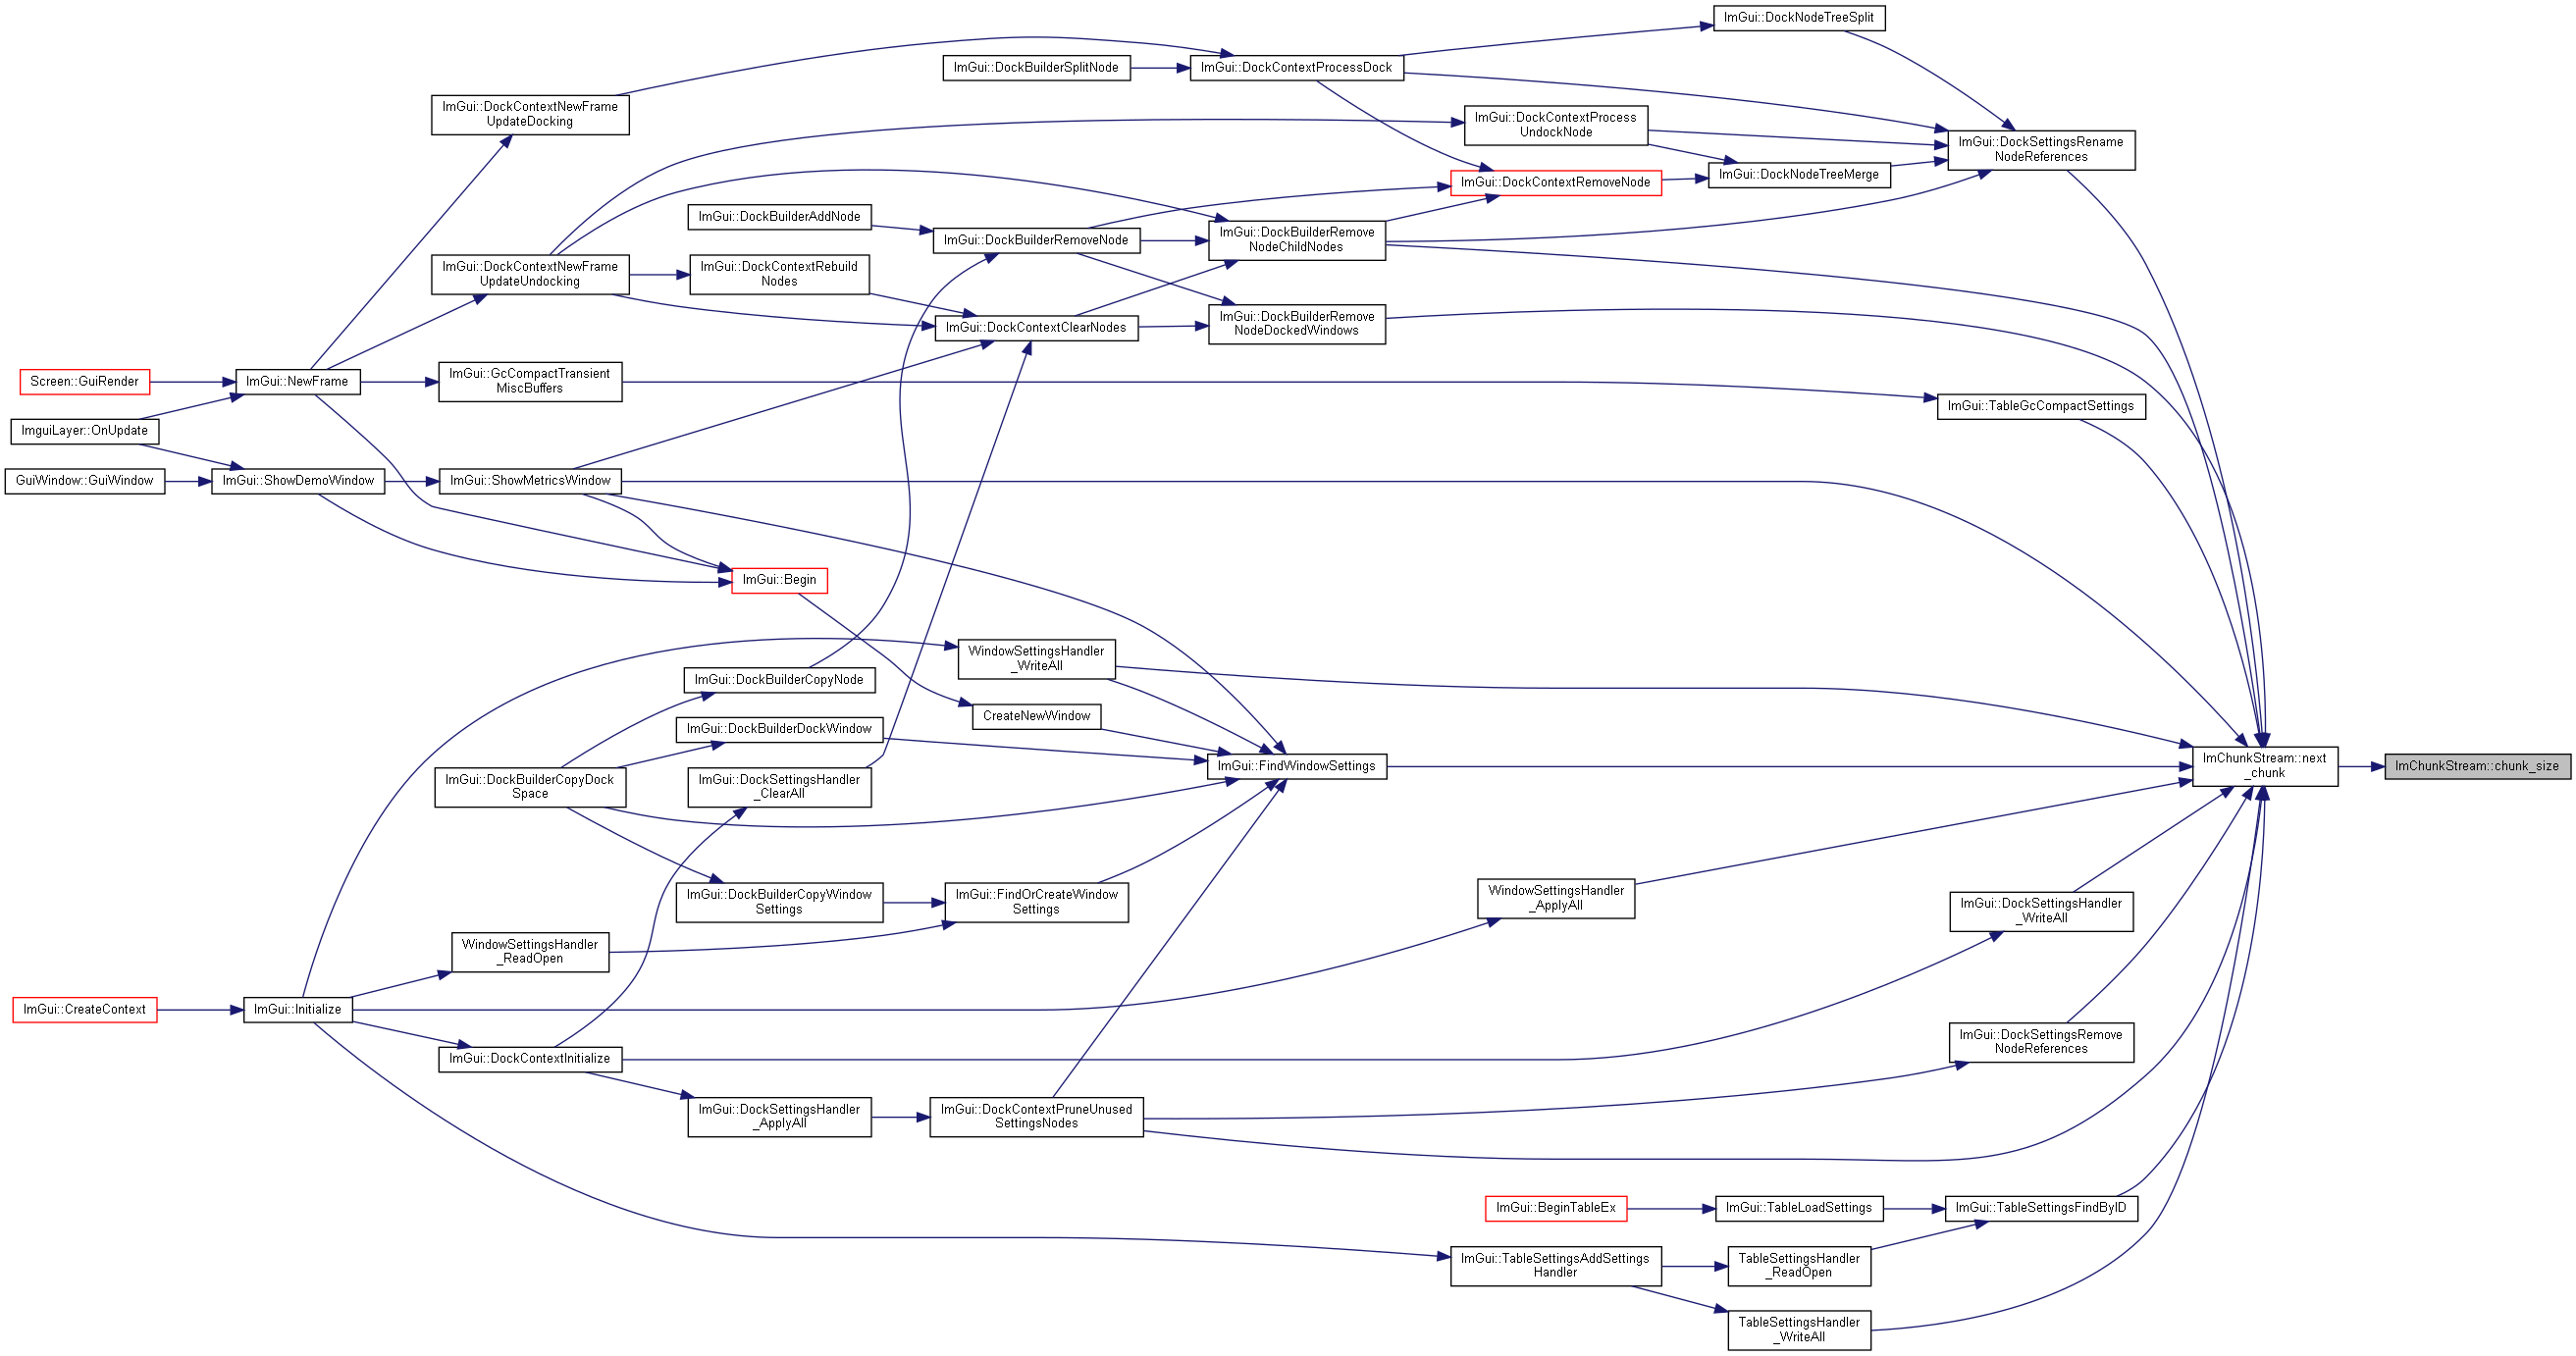 ImGui::DockNodeTreeSplit
ImGui::DockBuilderSplitNode
ImGui::DockContextProcessDock
ImGui::DockContextNewFrame
UpdateDocking
ImGui::DockContextProcess
UndockNode
ImGui::DockSettingsRename
NodeReferences
ImGui::DockContextRemoveNode
ImGui::DockNodeTreeMerge
ImGui::DockBuilderAddNode
ImGui::DockBuilderRemoveNode
ImGui::DockBuilderRemove
NodeChildNodes
ImGui::DockContextNewFrame
UpdateUndocking
ImGui::DockContextRebuild
Nodes
ImGui::DockContextClearNodes
ImGui::DockBuilderRemove
NodeDockedWindows
Screen::GuiRender
ImGui::NewFrame
ImGui::GcCompactTransient
MiscBuffers
ImGui::TableGcCompactSettings
ImguiLayer::OnUpdate
GuiWindow::GuiWindow
ImGui::ShowDemoWindow
ImGui::ShowMetricsWindow
ImGui::Begin
WindowSettingsHandler
_WriteAll
ImGui::DockBuilderCopyNode
CreateNewWindow
ImGui::DockBuilderDockWindow
ImGui::FindWindowSettings
ImChunkStream::next
_chunk
ImChunkStream::chunk_size
ImGui::DockBuilderCopyDock
Space
ImGui::DockSettingsHandler
_ClearAll
ImGui::DockBuilderCopyWindow
Settings
ImGui::FindOrCreateWindow
Settings
WindowSettingsHandler
_ApplyAll
ImGui::DockSettingsHandler
_WriteAll
WindowSettingsHandler
_ReadOpen
ImGui::CreateContext
ImGui::Initialize
ImGui::DockContextInitialize
ImGui::DockSettingsRemove
NodeReferences
ImGui::DockSettingsHandler
_ApplyAll
ImGui::DockContextPruneUnused
SettingsNodes
ImGui::BeginTableEx
ImGui::TableLoadSettings
ImGui::TableSettingsFindByID
ImGui::TableSettingsAddSettings
Handler
TableSettingsHandler
_ReadOpen
TableSettingsHandler
_WriteAll